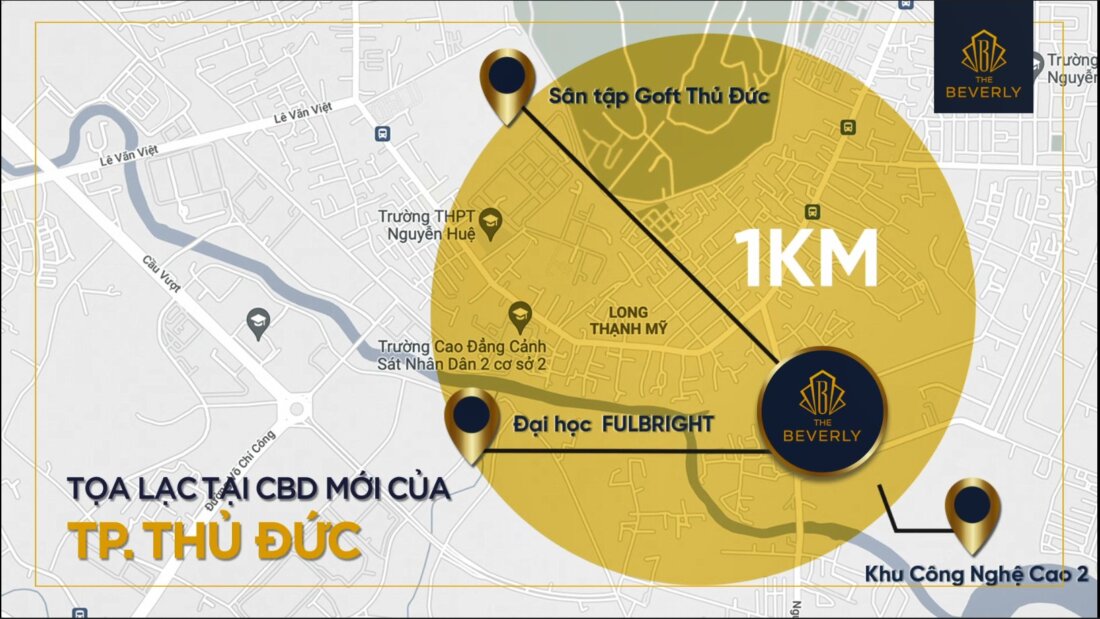 THE
BEVERLY
Trường
Nguyễn
Sân tập Goft Thủ Đức
Lê Văn Việt
Lê Văn Việt
Trường THPT
Nguyễn Huệ
1KM
Cầu Vượt
LONG
THẠNH MỸ
Trường Cao Đẳng Cảnh
Sát Nhân Dân 2 cơ sở 2
Đại học FULBRIGHT
THE
BEVERLY
Đường Võ Chí Công
TỌA LẠC TẠI CBD MỚI CỦA
TP. THỦ ĐỨC
Khu Công Nghệ Cao 2